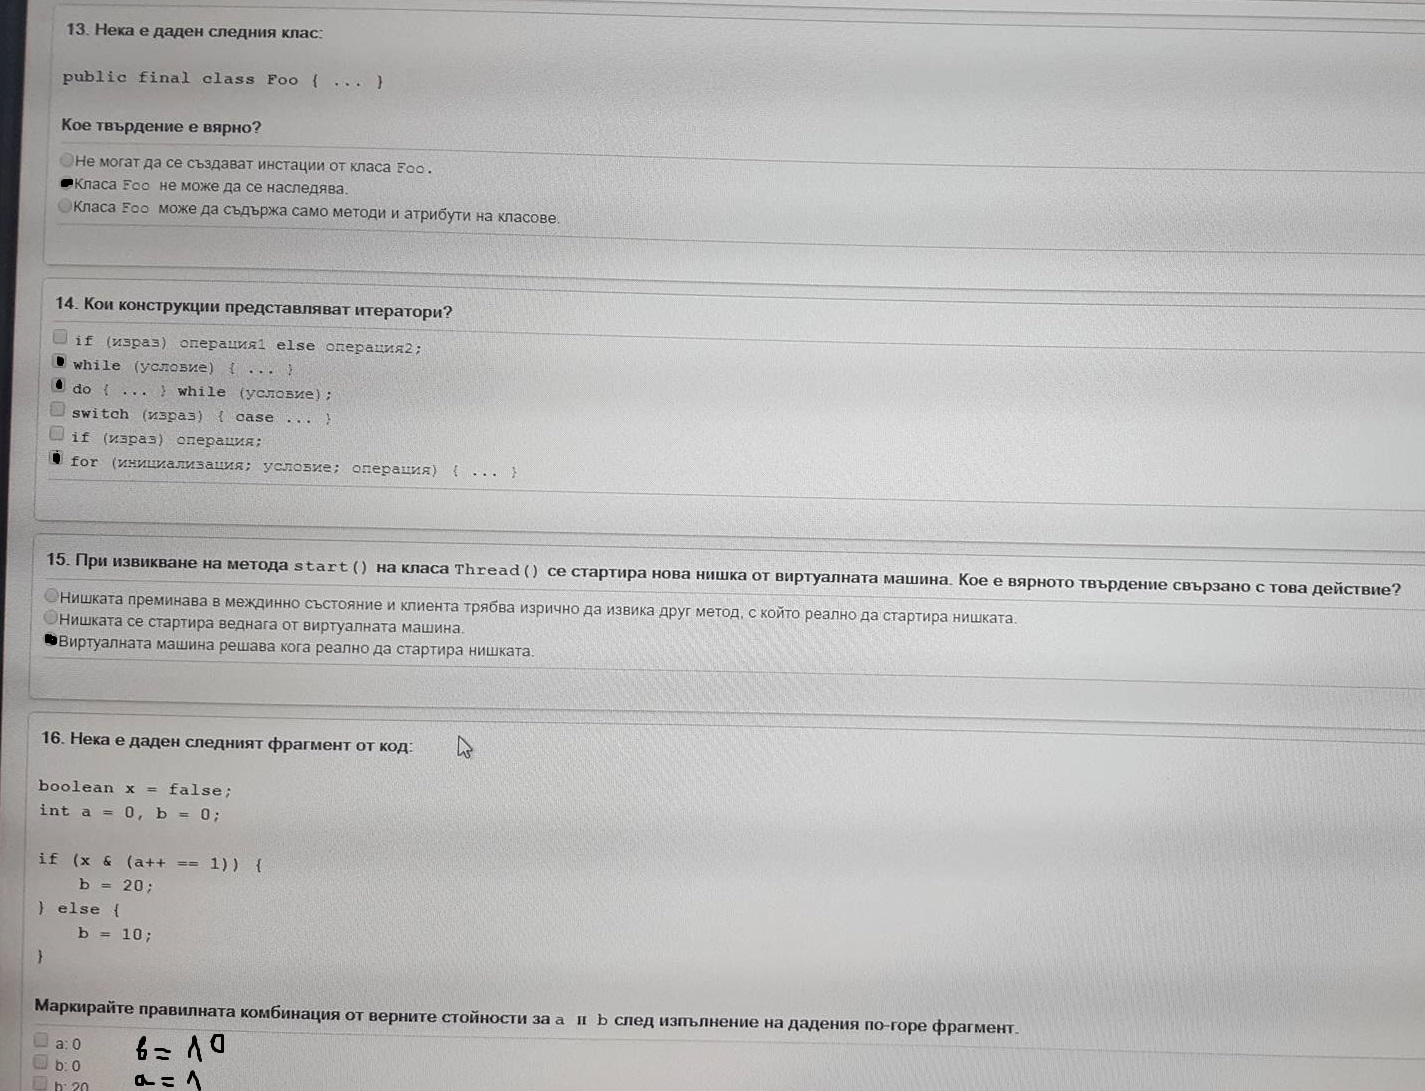 13. Нека е даден следния клас:
public final class Foo { ... }
Кое твърдение е вярно?
Не могат да се създават инстации от класа Foo.
Класа Foo не може да се наследява.
Класа Foo може да съдържа само методи и атрибути на класове.
14. Кои конструкции представляват итератори?
if (израз) операция1 else операция2;
while (условие) { ... }
do { ... } while (условие);
switch (израз) { case ... }
if (израз) операция;
for (инициализация; условие; операция) { ... }
15. При извикване на метода start() на класа Thread() се стартира нова нишка от виртуалната машина. Кое е вярното твърдение свързано с това действие?
Нишката преминава в междинно състояние и клиента трябва изрично да извика друг метод, с който реално да стартира нишката.
Нишката се стартира веднага от виртуалната машина.
Виртуалната машина решава кога реално да стартира нишката.
16. Нека е даден следният фрагмент от код:
boolean x = false;
int a = 0, b = 0;
if (x & (a++ == 1)) {
b = 20;
} else {
b = 10;
}
Маркирайте правилната комбинация от верните стойности за a и b след изпълнение на дадения по-горе фрагмент.
a: 0
b = 10
b: 0
a = 1
b: 20